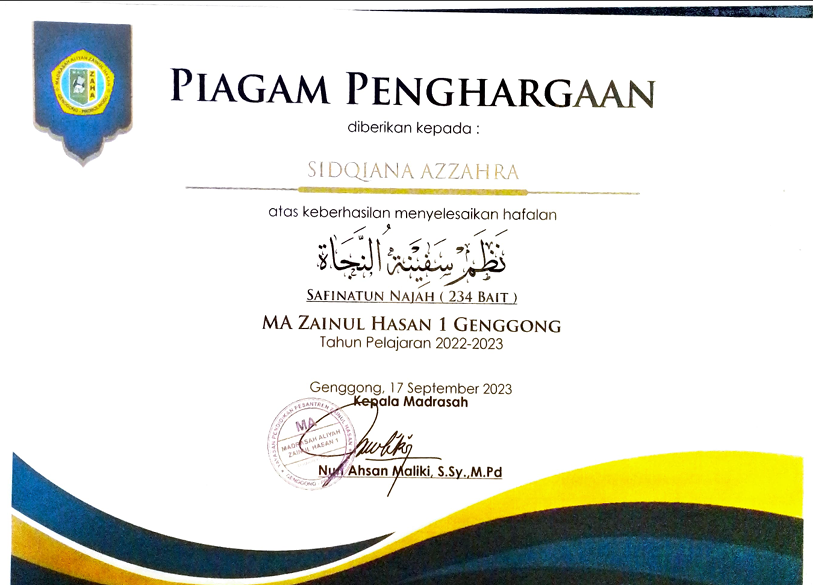 PIAGAM PENGHARGAAN
diberikan kepada :
SIDQIANA AZZAHRA
atas keberhasilan menyelesaikan hafalan
نَظَمْ سَفِيْنَةُ النَّجَاة
SAFINATUN NAJAH ( 234 BAIT )
MA ZAINUL HASAN 1 GENGGONG
Tahun Pelajaran 2022-2023
Genggong, 17 September 2023
Kepala Madrasah
MA
MADRASAH ALIYAH
ZAINUL HASAN 1
GENGGONG
Nur Ahsan Maliki, S.Sy.,M.Pd
ZAHA